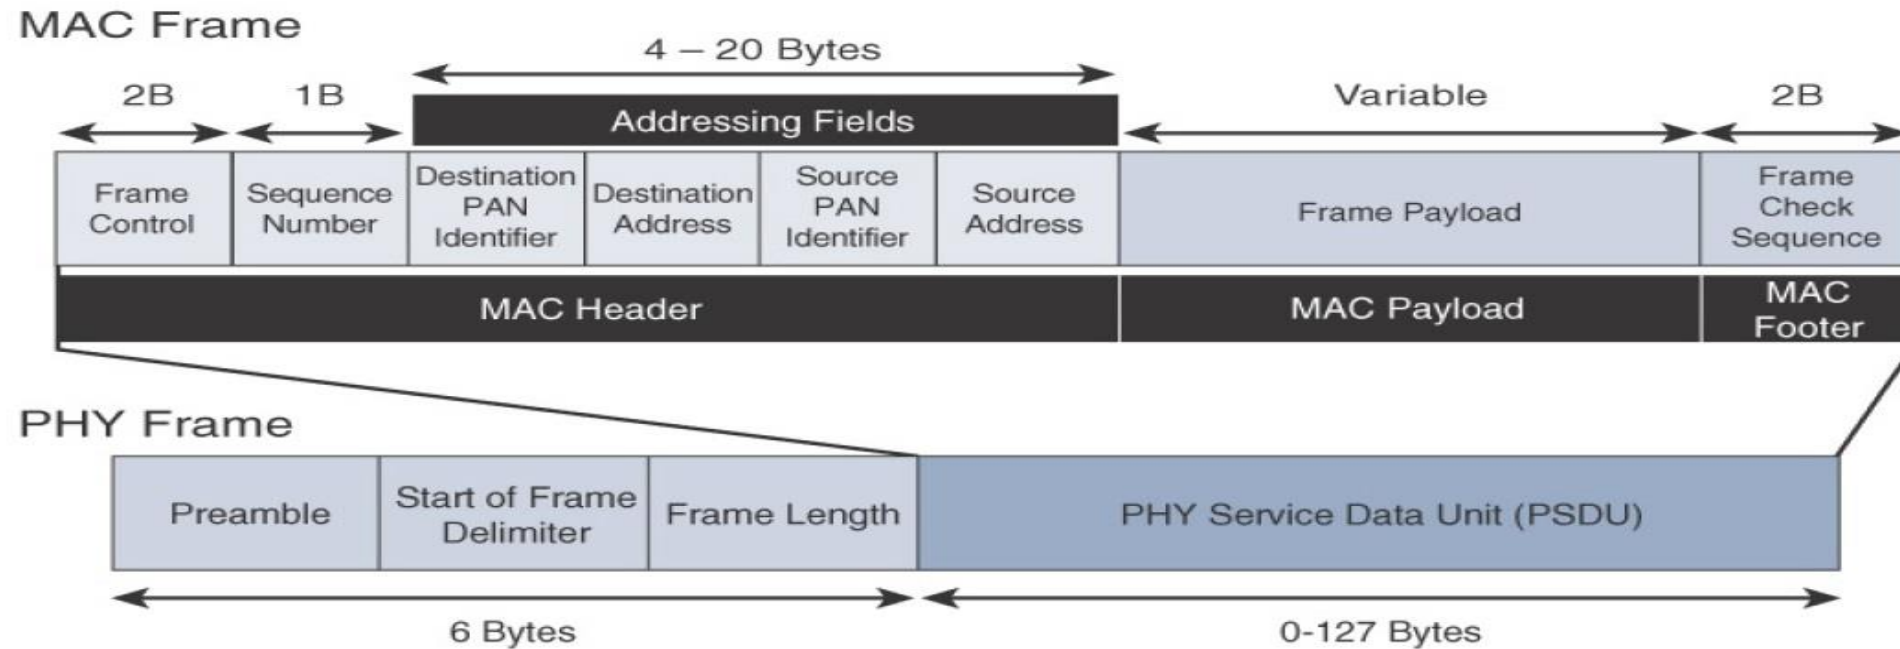 MAC Frame
4 – 20 Bytes
2B
1B
Addressing Fields
Variable
2B
Frame
Control
Sequence
Number
Destination
PAN
Identifier
Destination
Address
Source
PAN
Identifier
Source
Address
Frame Payload
Frame
Check
Sequence
MAC Header
MAC Payload
MAC
Footer
PHY Frame
Preamble
Start of Frame
Delimiter
Frame Length
PHY Service Data Unit (PSDU)
6 Bytes
0-127 Bytes